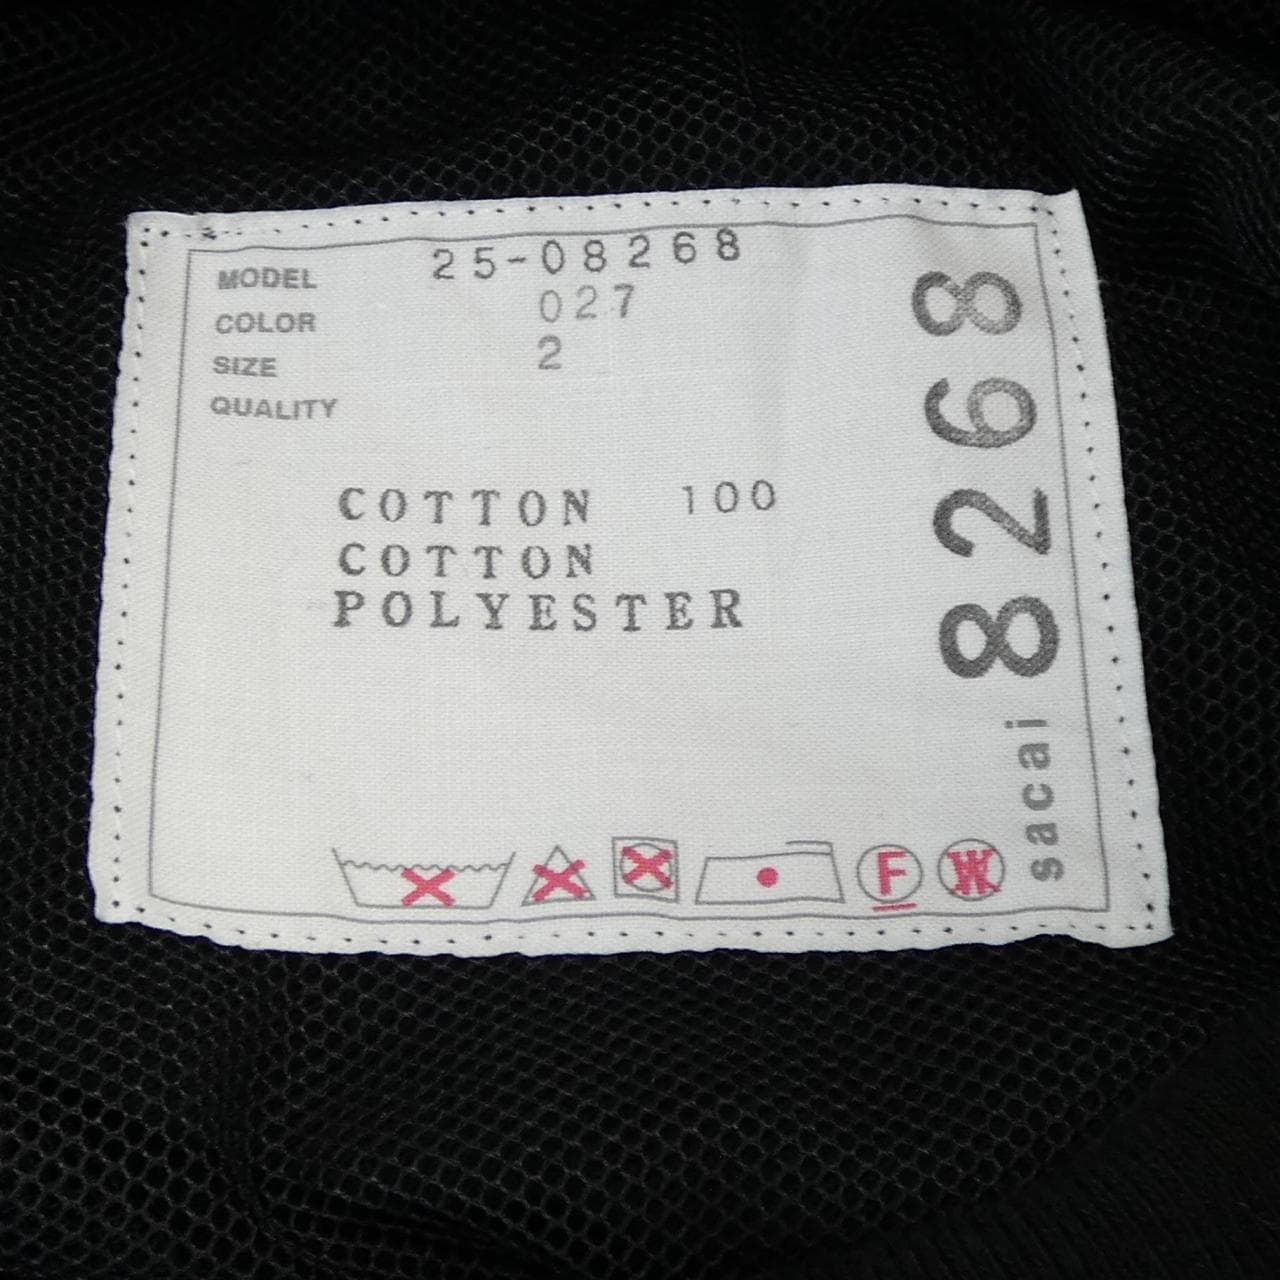 MODEL 25-08268
COLOR 027
SIZE 2
QUALITY
COTTON 100
COTTON
POLYESTER
F
W
sacai 8268